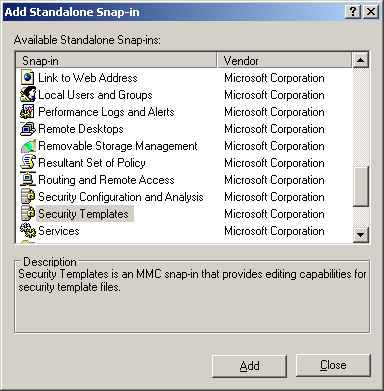 Add Standalone Snap-in
Available Standalone Snap-ins:
Snap-in Vendor
Link to Web Address Microsoft Corporation
Local Users and Groups Microsoft Corporation
Performance Logs and Alerts Microsoft Corporation
Remote Desktops Microsoft Corporation
Removable Storage Management Microsoft Corporation
Resultant Set of Policy Microsoft Corporation
Routing and Remote Access Microsoft Corporation
Security Configuration and Analysis Microsoft Corporation
Security Templates Microsoft Corporation
Services Microsoft Corporation
Description
Security Templates is an MMC snap-in that provides editing capabilities for
security template files.
Add Close